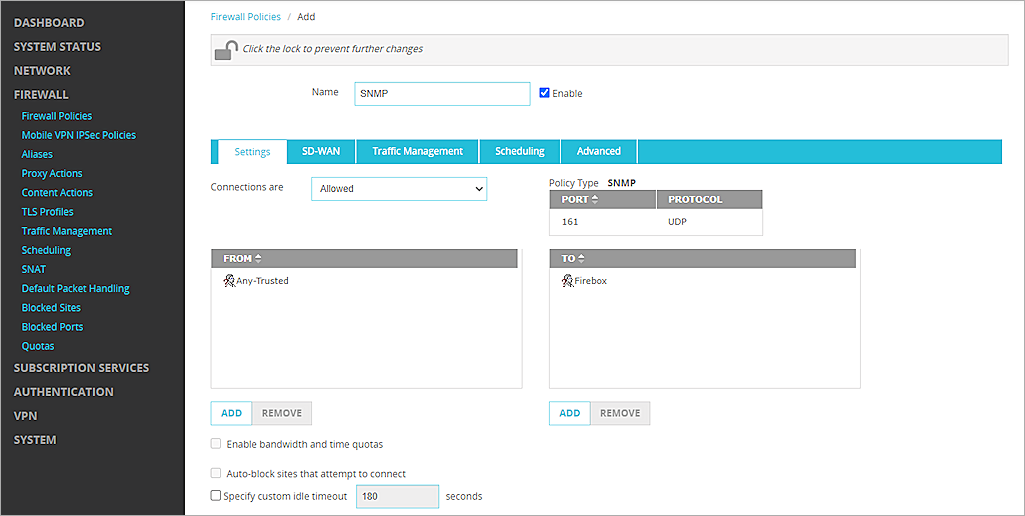 DASHBOARD
SYSTEM STATUS
NETWORK
FIREWALL
Firewall Policies
Mobile VPN IPSec Policies
Aliases
Proxy Actions
Content Actions
TLS Profiles
Traffic Management
Scheduling
SNAT
Default Packet Handling
Blocked Sites
Blocked Ports
Quotas
SUBSCRIPTION SERVICES
AUTHENTICATION
VPN
SYSTEM
Firewall Policies / Add
Click the lock to prevent further changes
Name SNMP Enable
Settings SD-WAN Traffic Management Scheduling Advanced
Connections are Allowed
Policy Type SNMP
PORT PROTOCOL
161 UDP
FROM
Any-Trusted
ADD REMOVE
TO
Firebox
ADD REMOVE
Enable bandwidth and time quotas
Auto-block sites that attempt to connect
Specify custom idle timeout 180 seconds